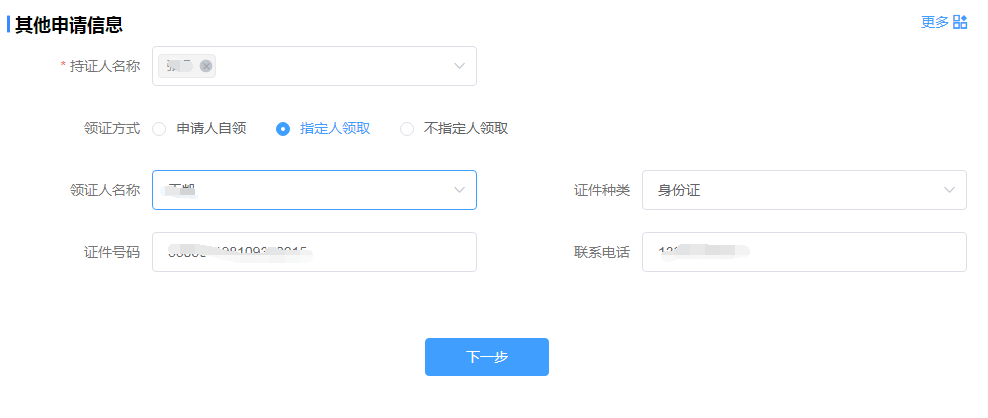 其他申请信息 更多
* 持证人名称
领证方式 申请人自领 指定人领取 不指定人领取
领证人名称 证件种类 身份证
证件号码 联系电话
下一步